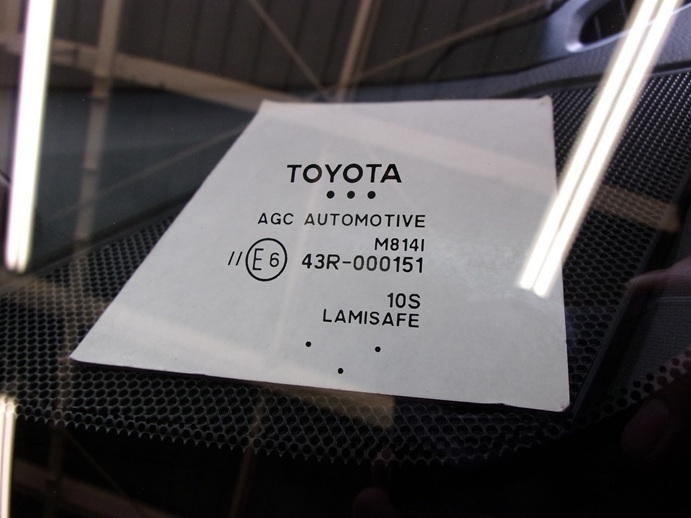 TOYOTA
AGC AUTOMOTIVE
M814I
// E6 43R-000151
10S
LAMISAFE